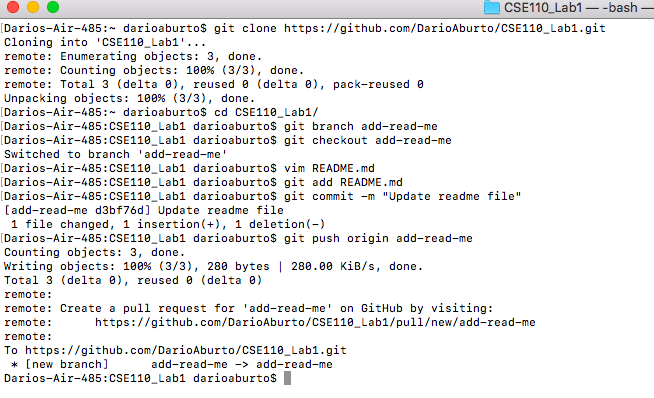 CSE110_Lab1 — -bash —
Darios-Air-485:~ darioaburto$ git clone https://github.com/DarioAburto/CSE110_Lab1.git
Cloning into 'CSE110_Lab1'...
remote: Enumerating objects: 3, done.
remote: Counting objects: 100% (3/3), done.
remote: Total 3 (delta 0), reused 0 (delta 0), pack-reused 0
Unpacking objects: 100% (3/3), done.
[Darios-Air-485:~ darioaburto$ cd CSE110_Lab1/
[Darios-Air-485:CSE110_Lab1 darioaburto$ git branch add-read-me
[Darios-Air-485:CSE110_Lab1 darioaburto$ git checkout add-read-me
Switched to branch 'add-read-me'
[Darios-Air-485:CSE110_Lab1 darioaburto$ vim README.md
[Darios-Air-485:CSE110_Lab1 darioaburto$ git add README.md
[Darios-Air-485:CSE110_Lab1 darioaburto$ git commit -m "Update readme file"
[add-read-me d3bf76d] Update readme file
 1 file changed, 1 insertion(+), 1 deletion(-)
[Darios-Air-485:CSE110_Lab1 darioaburto$ git push origin add-read-me
Counting objects: 3, done.
Writing objects: 100% (3/3), 280 bytes | 280.00 KiB/s, done.
Total 3 (delta 0), reused 0 (delta 0)
remote:
remote: Create a pull request for 'add-read-me' on GitHub by visiting:
remote:      https://github.com/DarioAburto/CSE110_Lab1/pull/new/add-read-me
remote:
To https://github.com/DarioAburto/CSE110_Lab1.git
 * [new branch]      add-read-me -> add-read-me
Darios-Air-485:CSE110_Lab1 darioaburto$